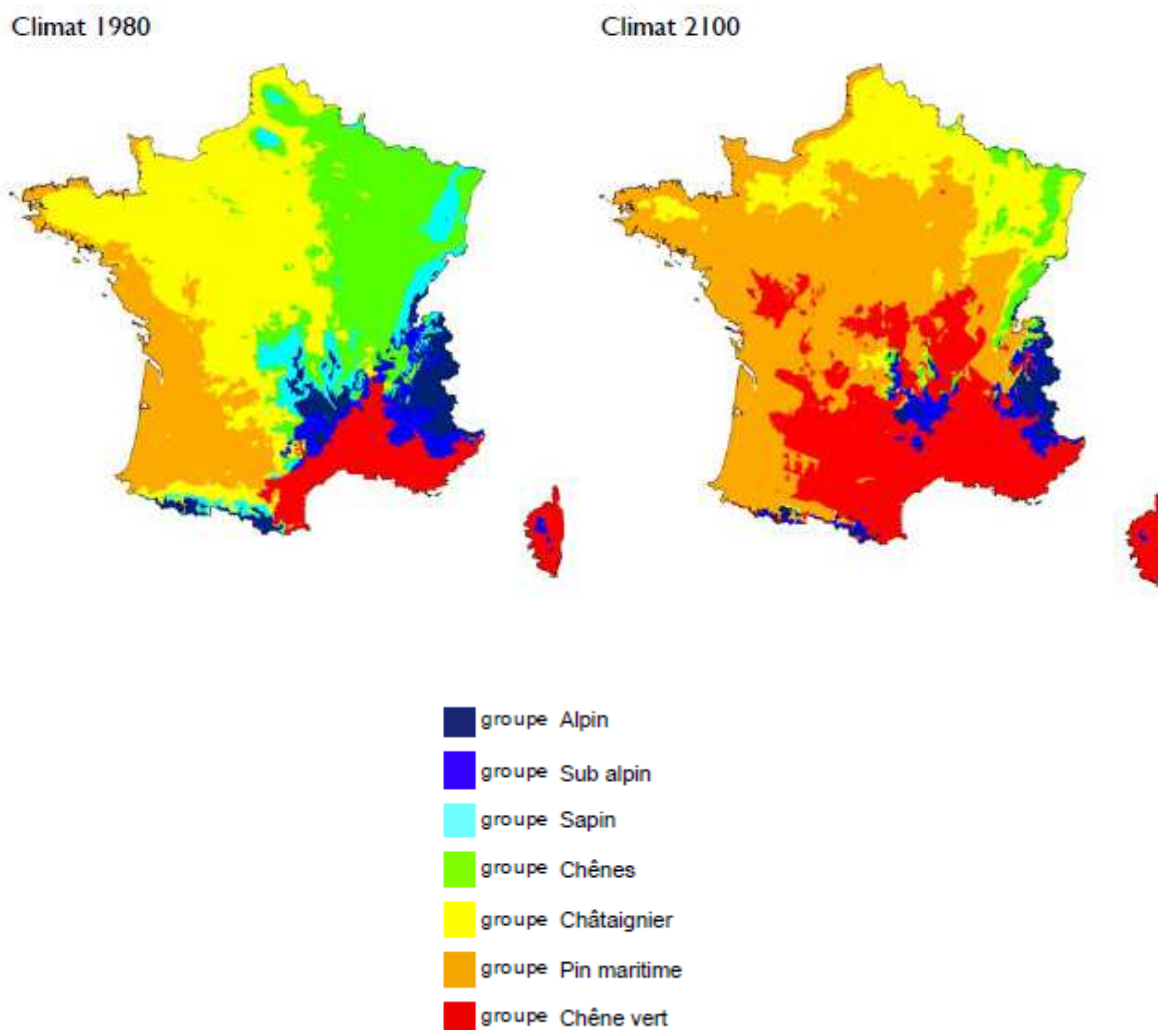 Climat 1980
Climat 2100
groupe Alpin
groupe Sub alpin
groupe Sapin
groupe Chênes
groupe Châtaignier
groupe Pin maritime
groupe Chêne vert